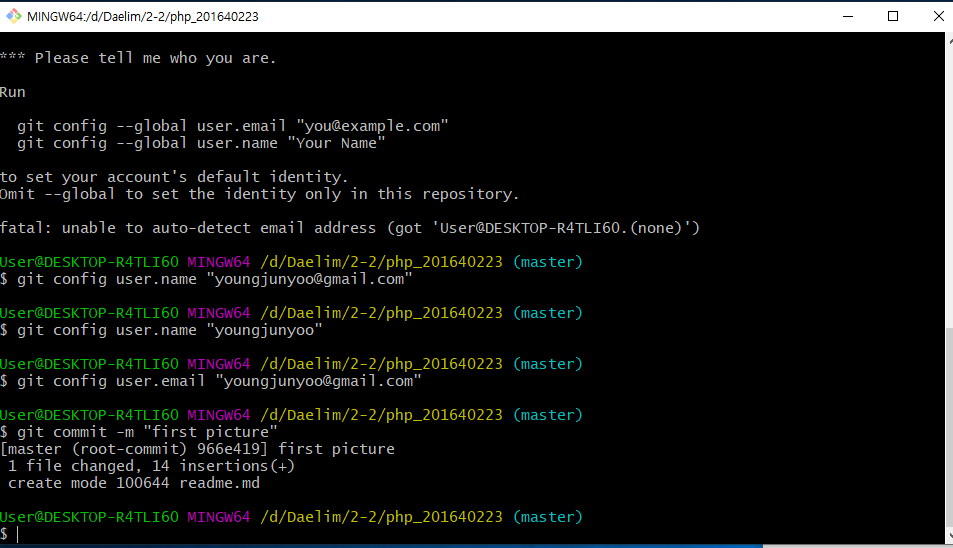 MINGW64:/d/Daelim/2-2/php_201640223
*** Please tell me who you are.
Run
git config --global user.email "you@example.com"
git config --global user.name "Your Name"
to set your account's default identity.
Omit --global to set the identity only in this repository.
fatal: unable to auto-detect email address (got 'User@DESKTOP-R4TLI60.(none)')
User@DESKTOP-R4TLI60 MINGW64 /d/Daelim/2-2/php_201640223 (master)
$ git config user.name "youngjunyoo@gmail.com"
User@DESKTOP-R4TLI60 MINGW64 /d/Daelim/2-2/php_201640223 (master)
$ git config user.name "youngjunyoo"
User@DESKTOP-R4TLI60 MINGW64 /d/Daelim/2-2/php_201640223 (master)
$ git config user.email "youngjunyoo@gmail.com"
User@DESKTOP-R4TLI60 MINGW64 /d/Daelim/2-2/php_201640223 (master)
$ git commit -m "first picture"
[master (root-commit) 966e419] first picture
1 file changed, 14 insertions(+)
create mode 100644 readme.md
User@DESKTOP-R4TLI60 MINGW64 /d/Daelim/2-2/php_201640223 (master)
$